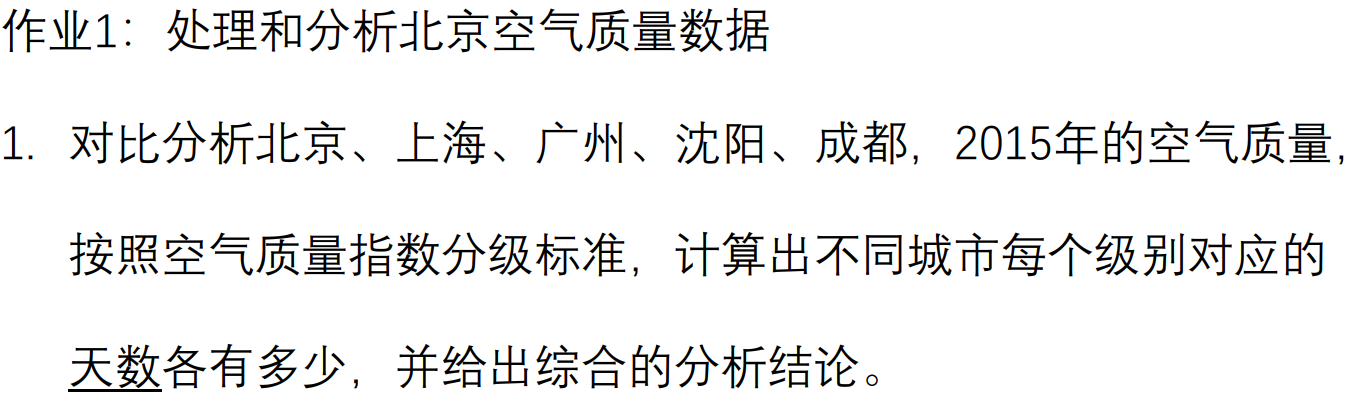 作业1：处理和分析北京空气质量数据
1. 对比分析北京、上海、广州、沈阳、成都，2015年的空气质量，
按照空气质量指数分级标准，计算出不同城市每个级别对应的
天数各有多少，并给出综合的分析结论。